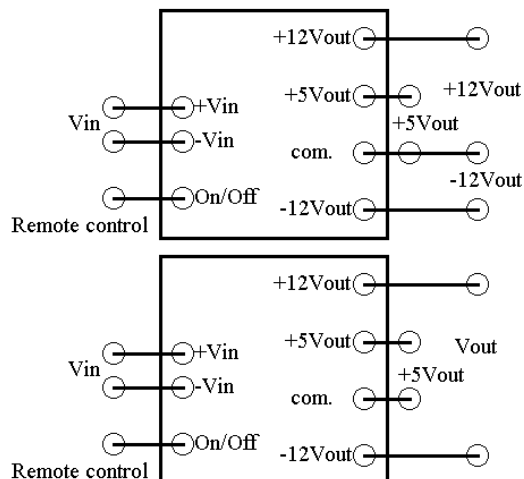 +12Vout
+Vin +5Vout +12Vout
Vin
-Vin +5Vout
com.
-12Vout
On/Off -12Vout
Remote control
+12Vout
+Vin +5Vout Vout
Vin
-Vin +5Vout
com.
On/Off -12Vout
Remote control